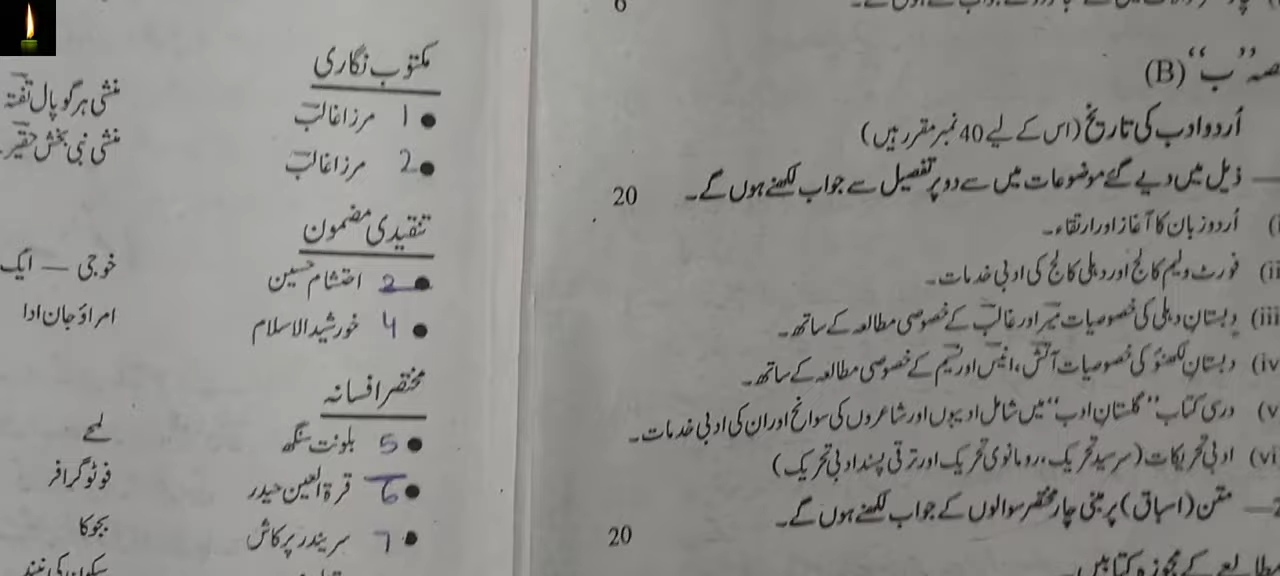 6
حصہ ”ب“ (B)
اُردو ادب کی تاریخ (اس کے لیے 40 نمبر مقرر ہیں)
— ذیل میں دیے گئے موضوعات میں سے دو پر تفصیل سے جواب لکھنے ہوں گے۔ 20
(i اُردو زبان کا آغاز اور ارتقاء۔
(ii فورٹ ولیم کالج اور دہلی کالج کی ادبی خدمات۔
(iii دبستانِ دہلی کی خصوصیات میر اور غالب کے خصوصی مطالعہ کے ساتھ۔
(iv دبستانِ لکھنؤ کی خصوصیات آتش، انیس اور نسیم کے خصوصی مطالعہ کے ساتھ۔
(v درسی کتاب ”گلستانِ ادب“ میں شامل ادیبوں اور شاعروں کی سوانح اور ان کی ادبی خدمات۔
(vi ادبی تحریکات (سرسید تحریک، رومانوی تحریک اور ترقی پسند ادبی تحریک)
2— متن (اسباق) پر مبنی چار مختصر سوالوں کے جواب لکھنے ہوں گے۔ 20
مکتوب نگاری
● 1 مرزا غالب منشی ہرگوپال تفتہ
● 2 مرزا غالب منشی نبی بخش حقیر
تنقیدی مضمون
● 3 احتشام حسین خوجی — ایک
● 4 خورشید الاسلام امراؤ جان ادا
مختصر افسانہ
● 5 بلونت سنگھ لمحے
● 6 قرۃ العین حیدر فوٹوگرافر
● 7 سریندر پرکاش بجوکا
سکون کی نیند